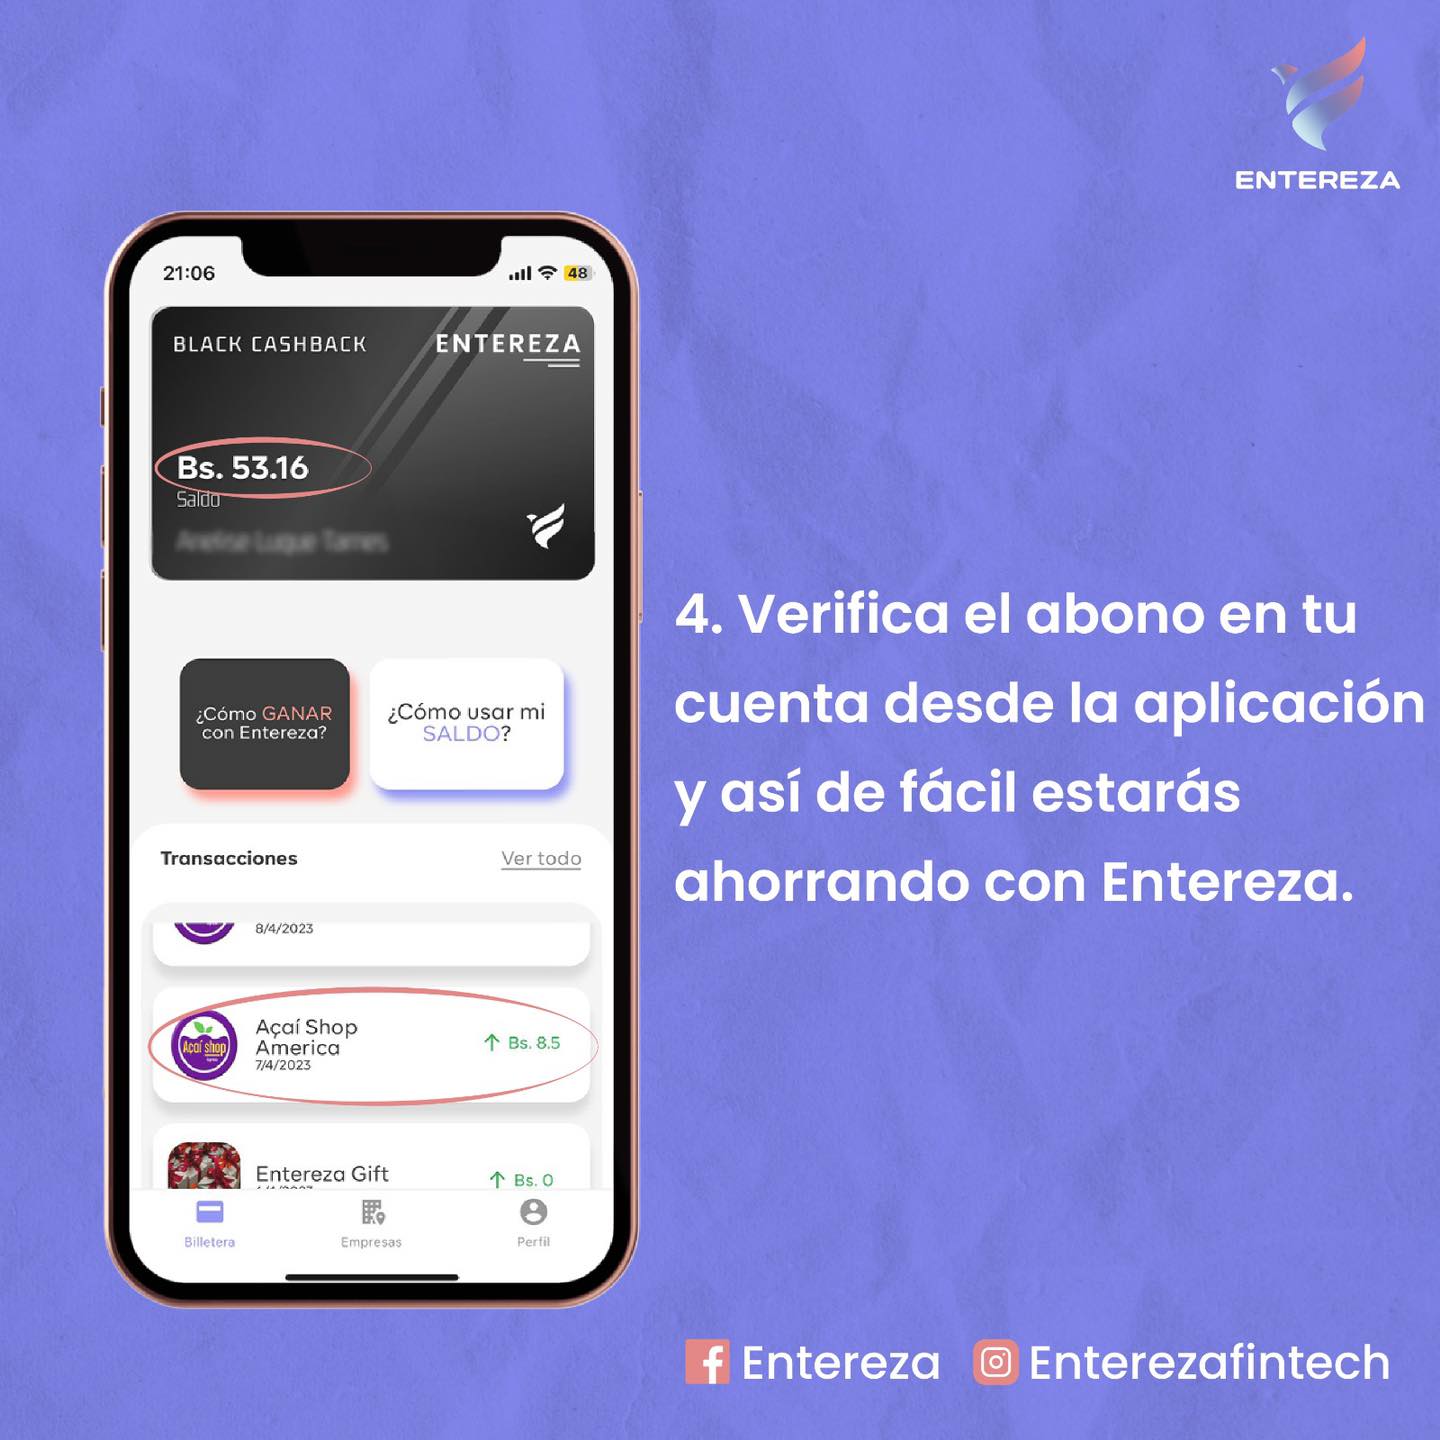 ENTEREZA
21:06
48
BLACK CASHBACK
ENTEREZA
Bs. 53.16
Saldo
¿Cómo GANAR
con Entereza?
¿Cómo usar mi
SALDO?
Transacciones
Ver todo
8/4/2023
Açaí Shop
America
7/4/2023
Açaí shop
↑ Bs. 8.5
Entereza Gift
↑ Bs. 0
Billetera
Empresas
Perfil
4. Verifica el abono en tu
cuenta desde la aplicación
y así de fácil estarás
ahorrando con Entereza.
Entereza
Enterezafintech